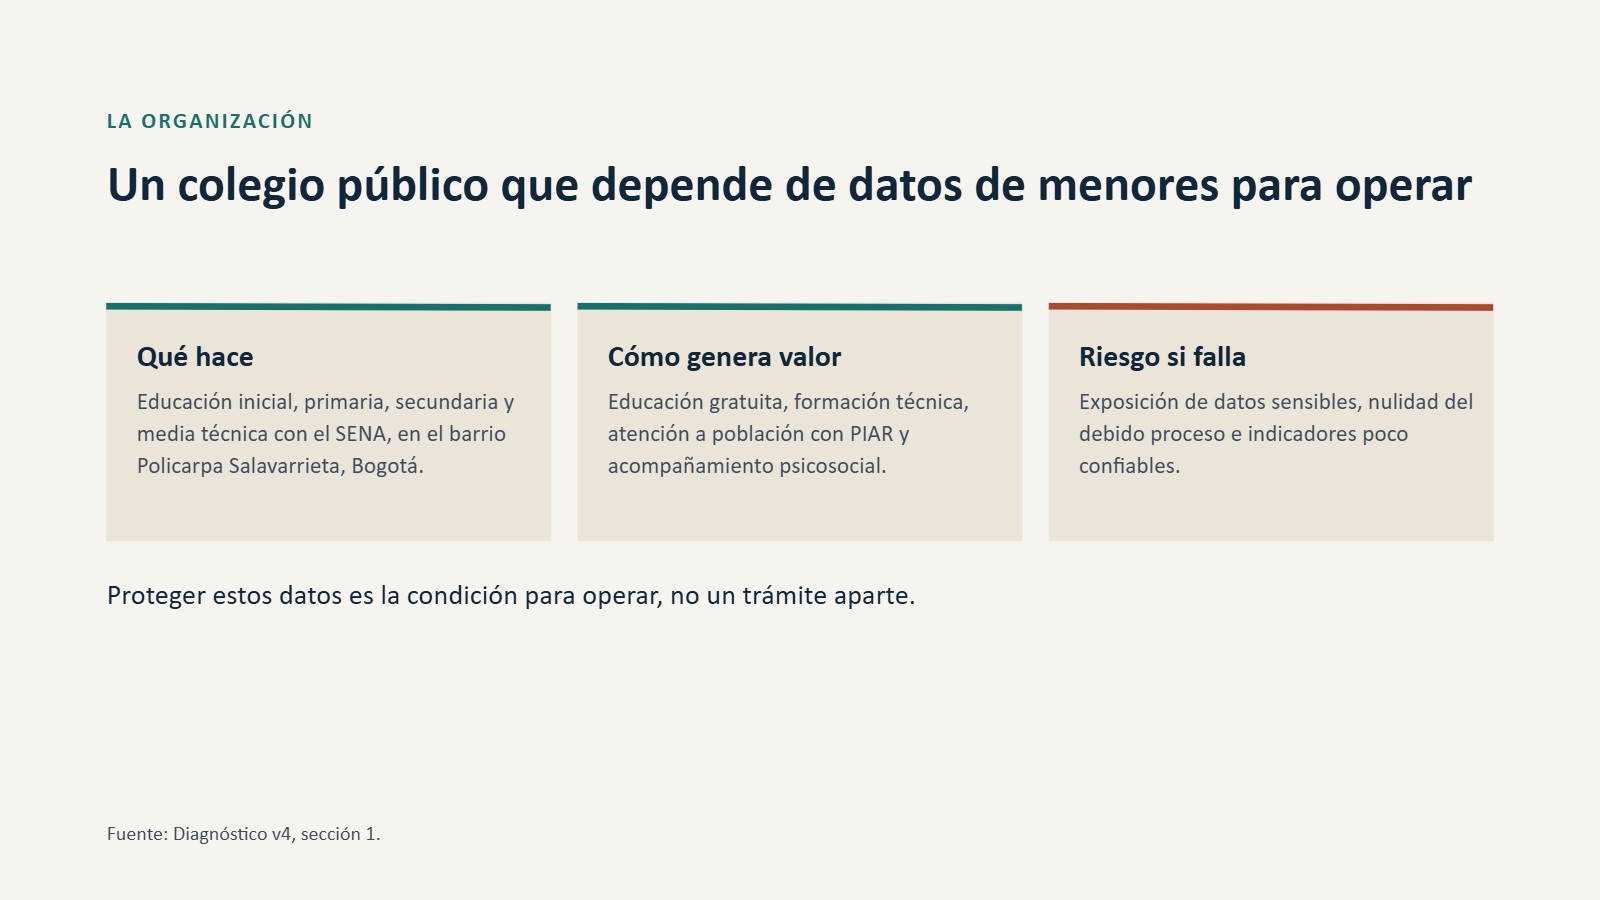 LA ORGANIZACIÓN
Un colegio público que depende de datos de menores para operar
Qué hace
Educación inicial, primaria, secundaria y
media técnica con el SENA, en el barrio
Policarpa Salavarrieta, Bogotá.
Cómo genera valor
Educación gratuita, formación técnica,
atención a población con PIAR y
acompañamiento psicosocial.
Riesgo si falla
Exposición de datos sensibles, nulidad del
debido proceso e indicadores poco
confiables.
Proteger estos datos es la condición para operar, no un trámite aparte.
Fuente: Diagnóstico v4, sección 1.